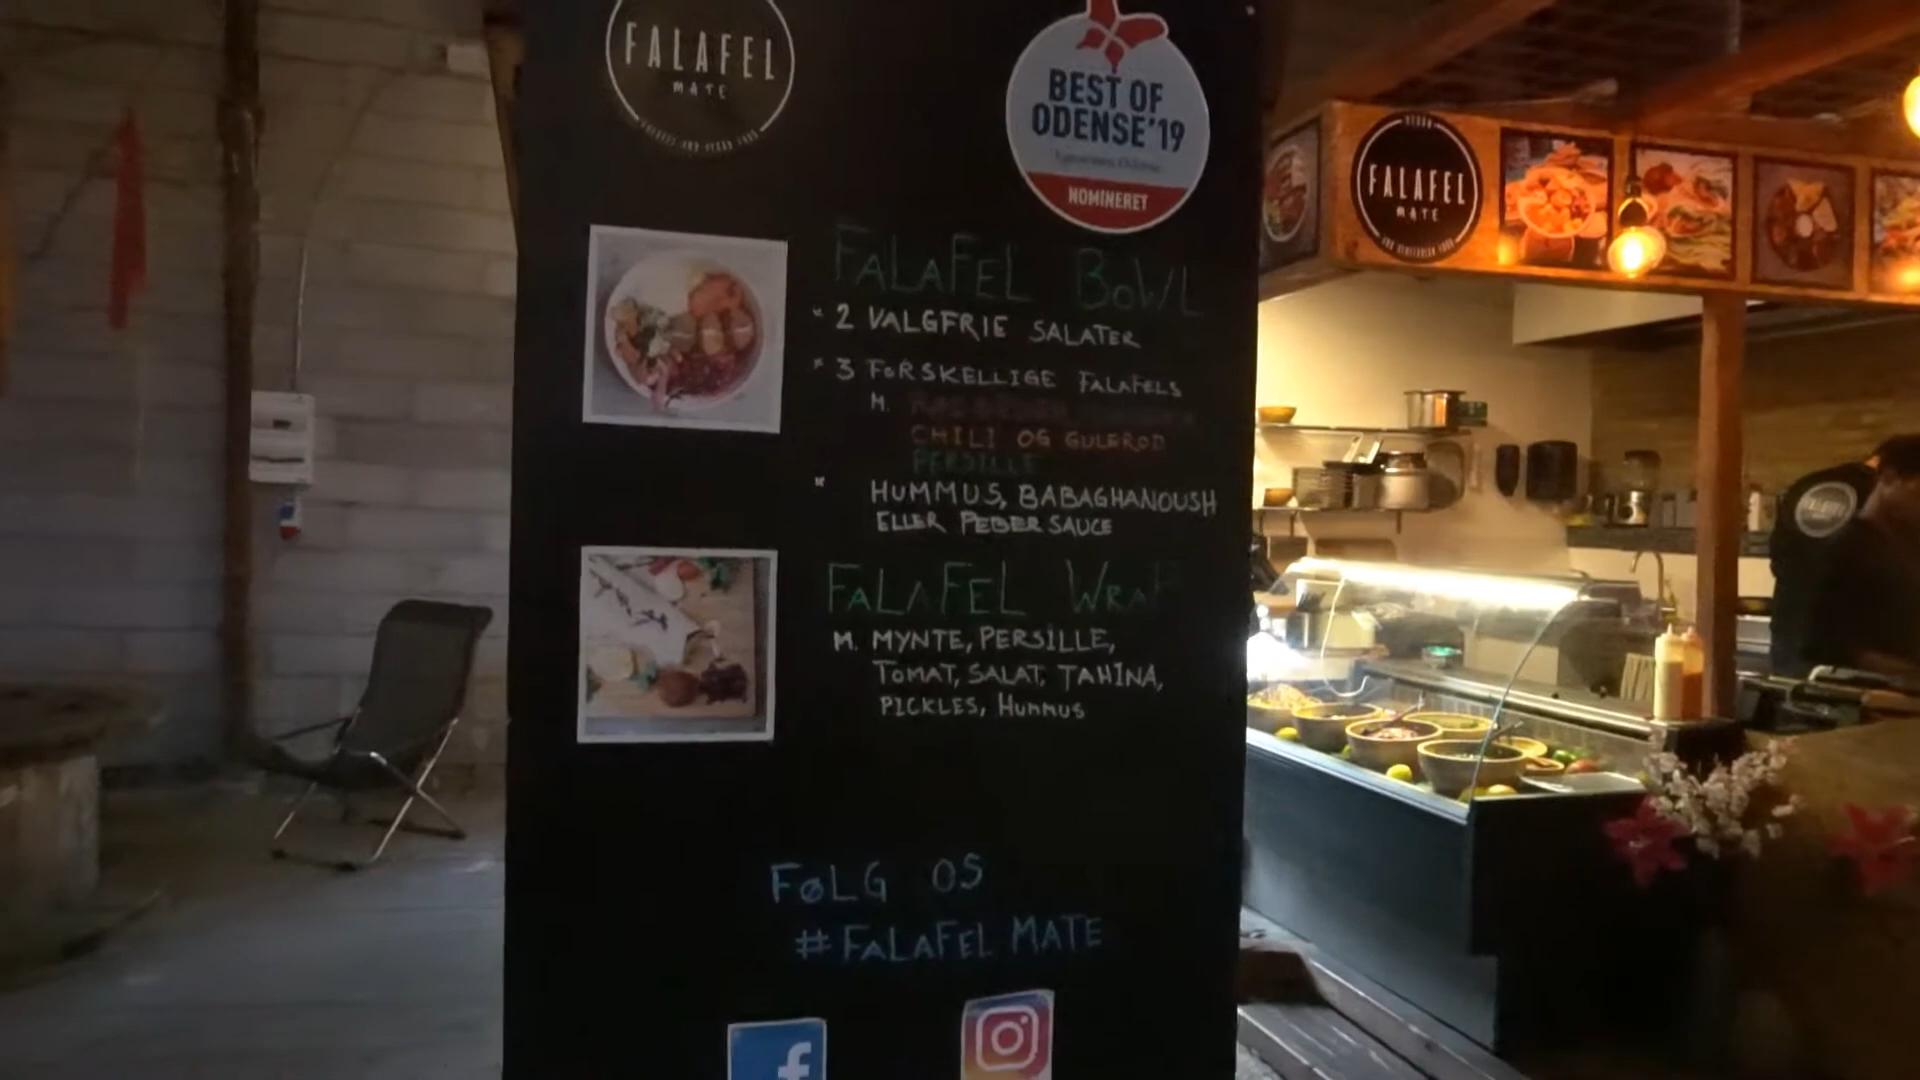 FALAFEL
MATE
BEST OF
ODENSE'19
NOMINERET
FALAFEL BOWL
2 VALGFRIE SALATER
3 FORSKELLIGE FALAFELS
M.
CHILI OG GULEROD
PERSILLE
HUMMUS, BABAGHANOUSH
ELLER PEBER SAUCE
FALAFEL WRAP
M. MYNTE, PERSILLE,
TOMAT, SALAT, TAHINA,
PICKLES, HUMMUS
FØLG OS
#FALAFEL MATE
FALAFEL
MATE